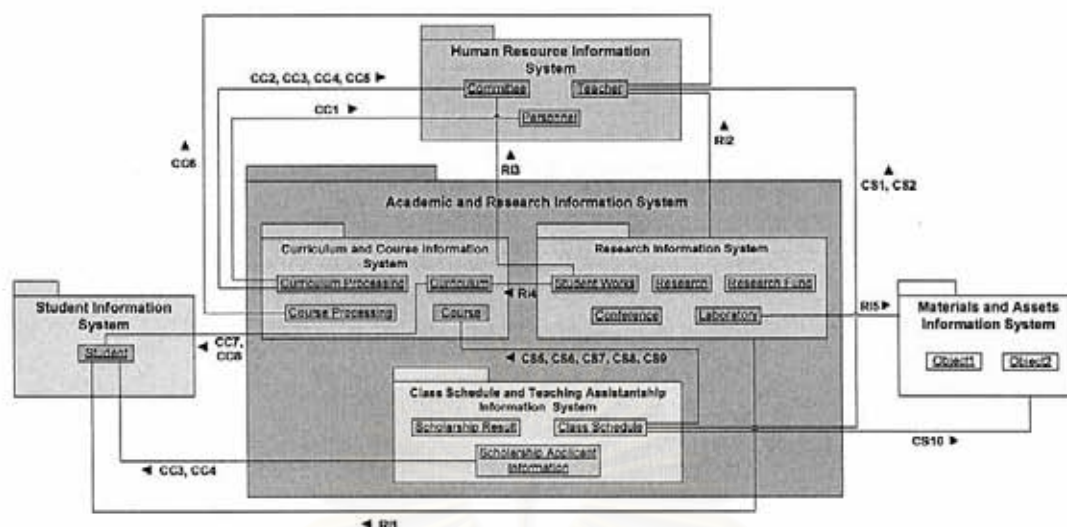 Human Resource Information
System
Committee
Teacher
Personnel
CC2, CC3, CC4, CC5 ►
CC1 ►
▲
CC6
▲
RI3
▲
RI2
▲
CS1, CS2
Academic and Research Information System
Curriculum and Course Information
System
Curriculum Processing
Curriculum
Course Processing
Course
Research Information System
Student Works
Research
Research Fund
Conference
Laboratory
◄ RI4
RI5 ►
Student Information
System
Student
◄ CC7,
CC8
Materials and Assets
Information System
Object1
Object2
◄ CS5, CS6, CS7, CS8, CS9
Class Schedule and Teaching Assistantship
Information System
Scholarship Result
Class Schedule
Scholarship Applicant
Information
CS10 ►
◄ CC3, CC4
◄ RI1